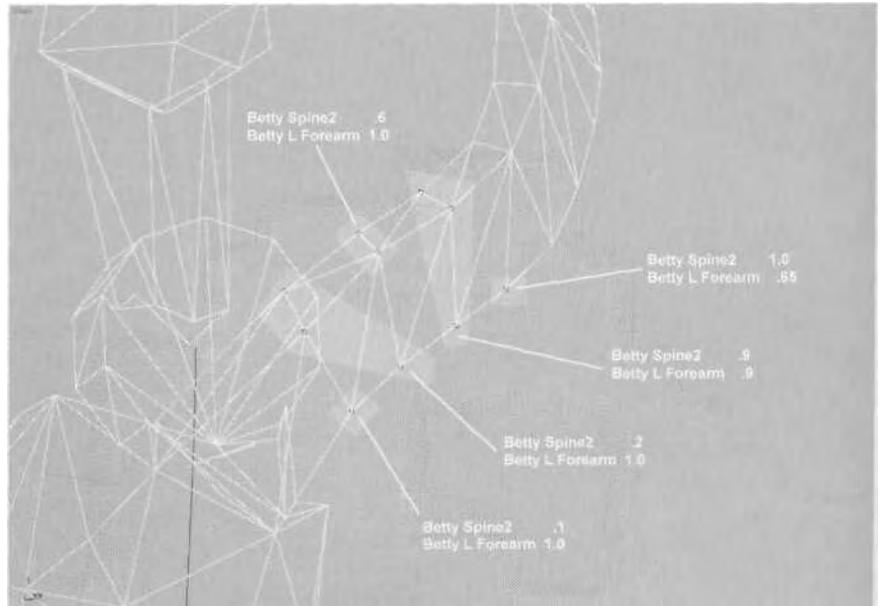 Betty Spine2 .6
Betty L Forearm 1.0
Betty Spine2 1.0
Betty L Forearm .65
Betty Spine2 .9
Betty L Forearm .9
Betty Spine2 .2
Betty L Forearm 1.0
Betty Spine2 .1
Betty L Forearm 1.0